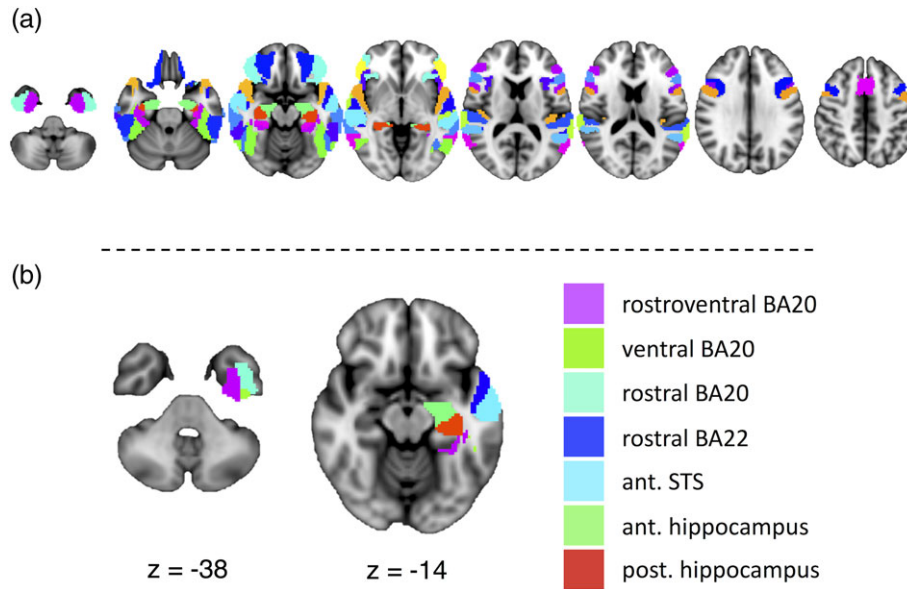 (a)
(b)
rostroventral BA20
ventral BA20
rostral BA20
rostral BA22
ant. STS
ant. hippocampus
post. hippocampus
z = -38
z = -14